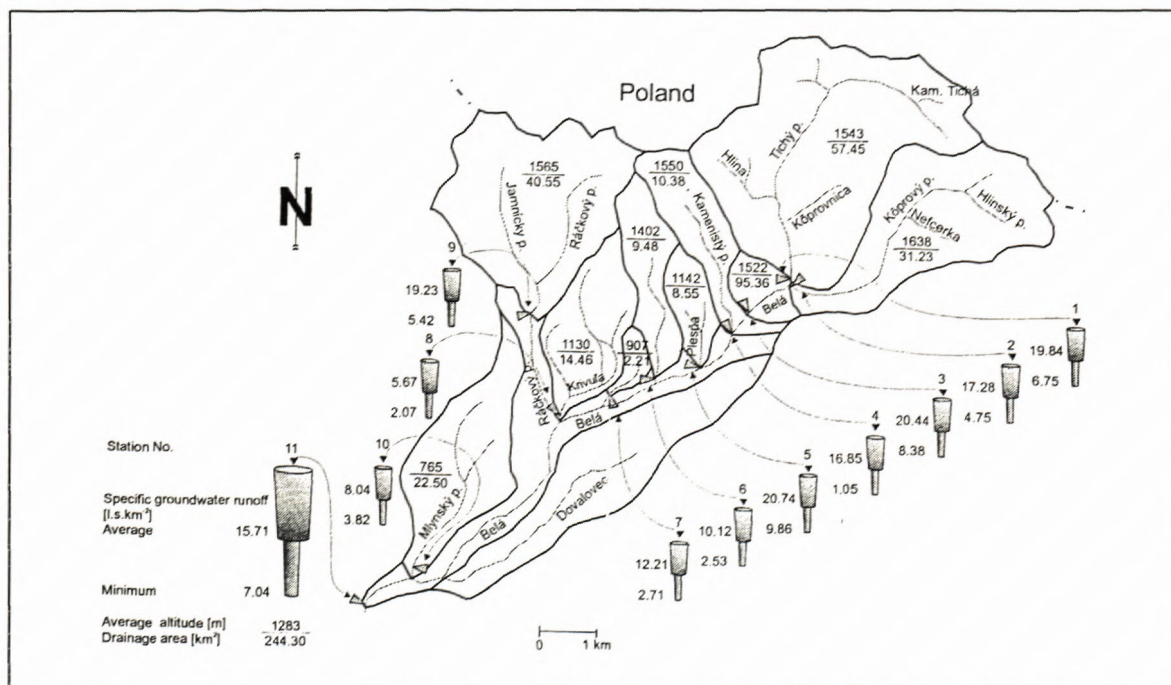 Poland
Kam. Tichá
Tichý p.
1543
57.45
Hlina
Kôprovnica
Kôprový p.
Hlinský p.
Nefcerka
1638
31.23
1565
40.55
Jamnícky p.
Ráčkový p.
1550
10.38
Kamenistý p.
1402
9.48
1142
8.55
1522
95.36
Belá
N
9
19.23
5.42
8
5.67
2.07
1130
14.46
907
2.21
Plespá
Knvuľa
Ráčkový p.
Belá
1
19.84
6.75
2
17.28
4.75
3
20.44
8.38
4
16.85
1.05
5
20.74
9.86
6
10.12
2.53
7
12.21
2.71
10
8.04
3.82
765
22.50
Mlynský p.
Belá
Dovalovec
Station No.
11
Specific groundwater runoff
[l.s.km⁻²]
Average
15.71
Minimum
7.04
Average altitude [m]
Drainage area [km²]
1283
244.30
0 1 km